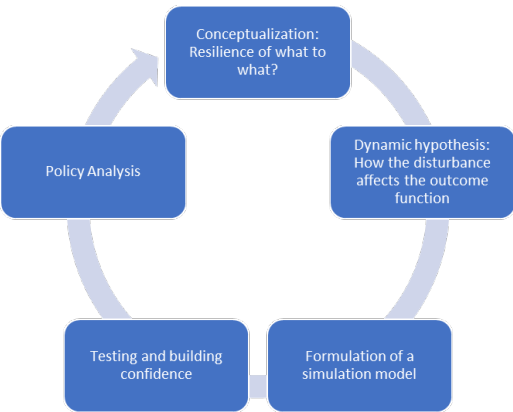 Conceptualization:
Resilience of what to
what?
Dynamic hypothesis:
How the disturbance
affects the outcome
function
Formulation of a
simulation model
Testing and building
confidence
Policy Analysis